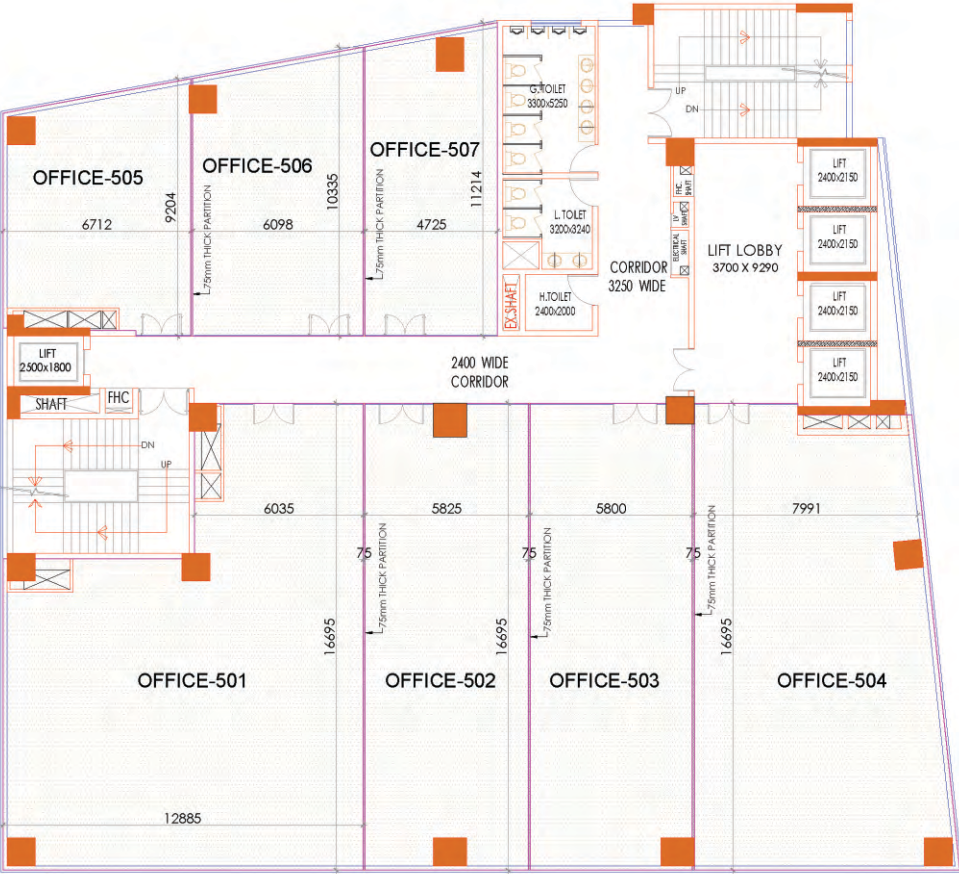 G. TOILET
3300x5250
UP
DN
OFFICE-505
OFFICE-506
OFFICE-507
9204
10335
11214
6712
6098
4725
75mm THICK PARTITION
75mm THICK PARTITION
L. TOILET
3200x3240
H.TOILET
2400x2000
EX.SHAFT
FHC.
SHAFT
LV
SHAFT
ELECTRICAL
SHAFT
CORRIDOR
3250 WIDE
LIFT LOBBY
3700 X 9290
LIFT
2400x2150
LIFT
2400x2150
LIFT
2400x2150
LIFT
2400x2150
LIFT
2500x1800
SHAFT
FHC
2400 WIDE
CORRIDOR
DN
UP
6035
5825
5800
7991
75
75
75
75mm THICK PARTITION
75mm THICK PARTITION
75mm THICK PARTITION
16695
16695
16695
OFFICE-501
OFFICE-502
OFFICE-503
OFFICE-504
12885